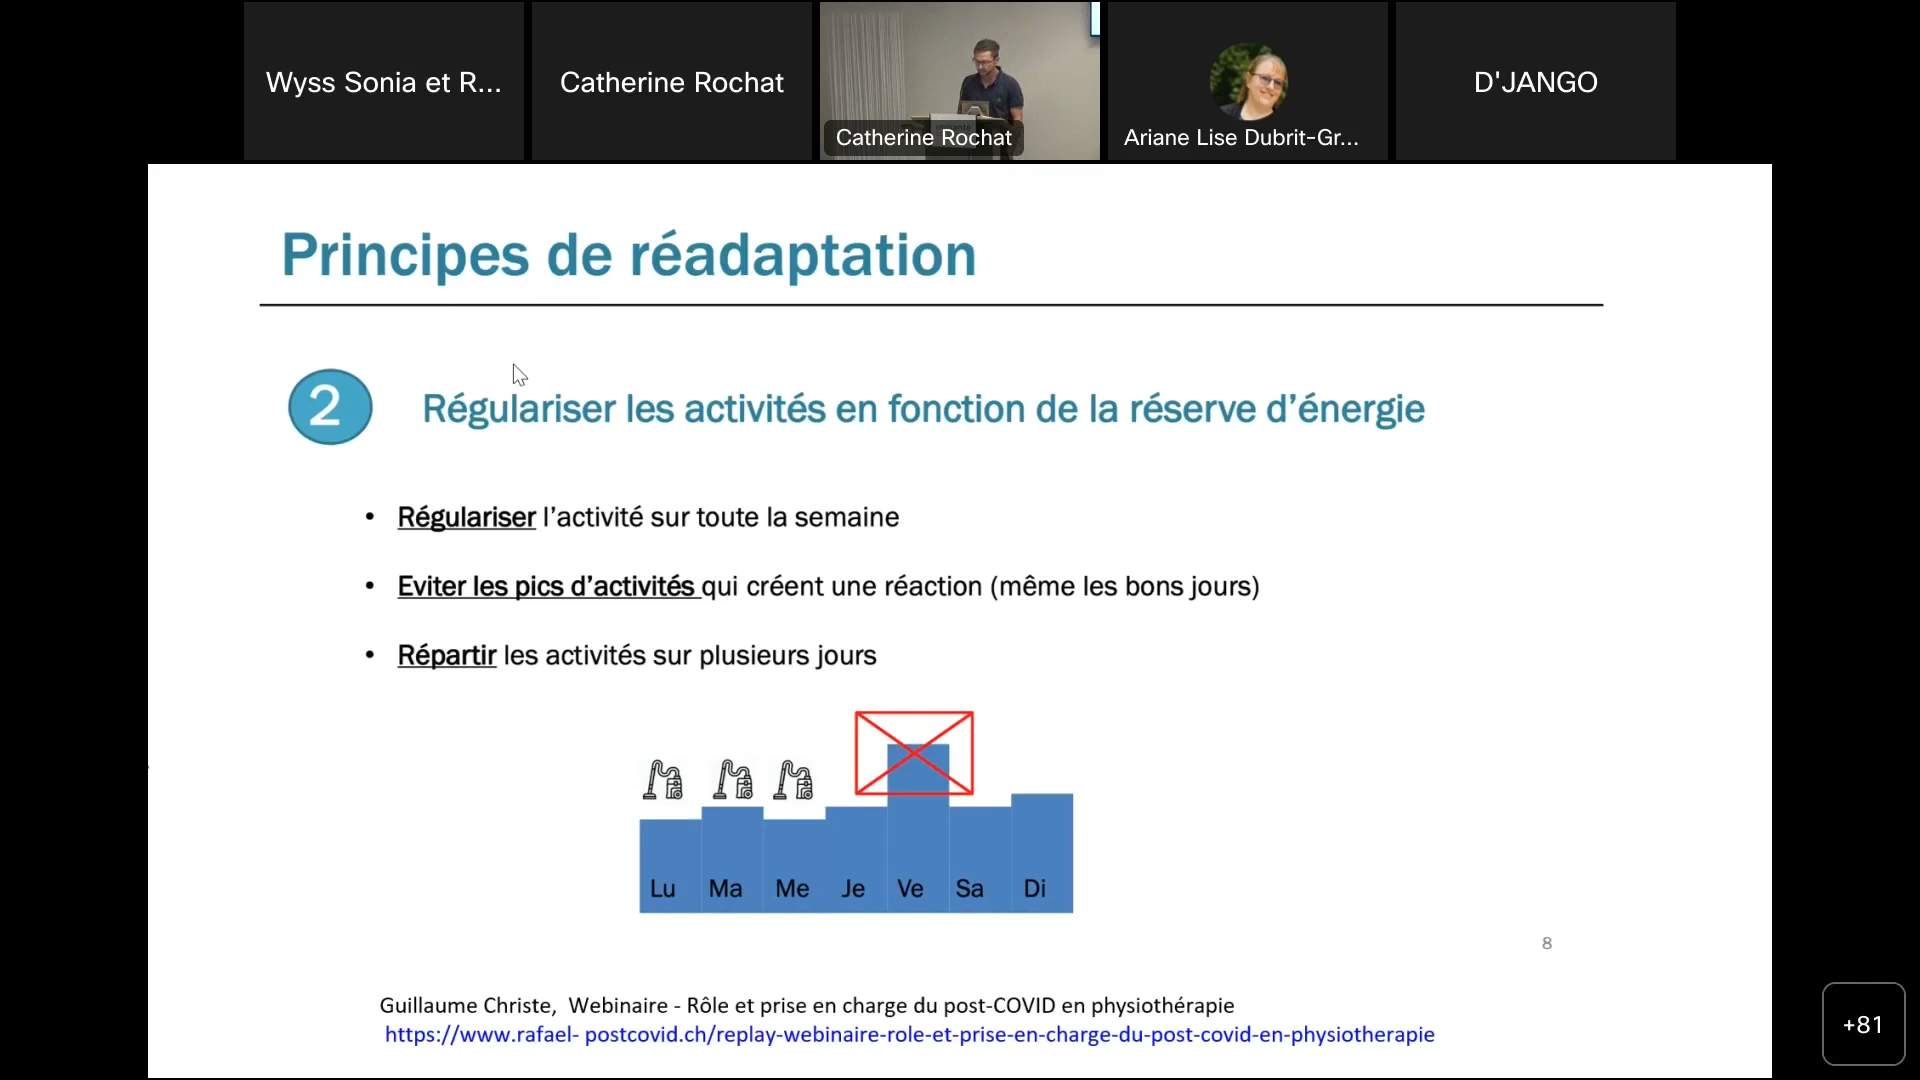 Wyss Sonia et R...
Catherine Rochat
Catherine Rochat
Ariane Lise Dubrit-Gr...
D'JANGO
Principes de réadaptation
2
Régulariser les activités en fonction de la réserve d’énergie
• Régulariser l’activité sur toute la semaine
• Eviter les pics d’activités qui créent une réaction (même les bons jours)
• Répartir les activités sur plusieurs jours
Lu Ma Me Je Ve Sa Di
8
Guillaume Christe, Webinaire - Rôle et prise en charge du post-COVID en physiothérapie
https://www.rafael- postcovid.ch/replay-webinaire-role-et-prise-en-charge-du-post-covid-en-physiotherapie
+81